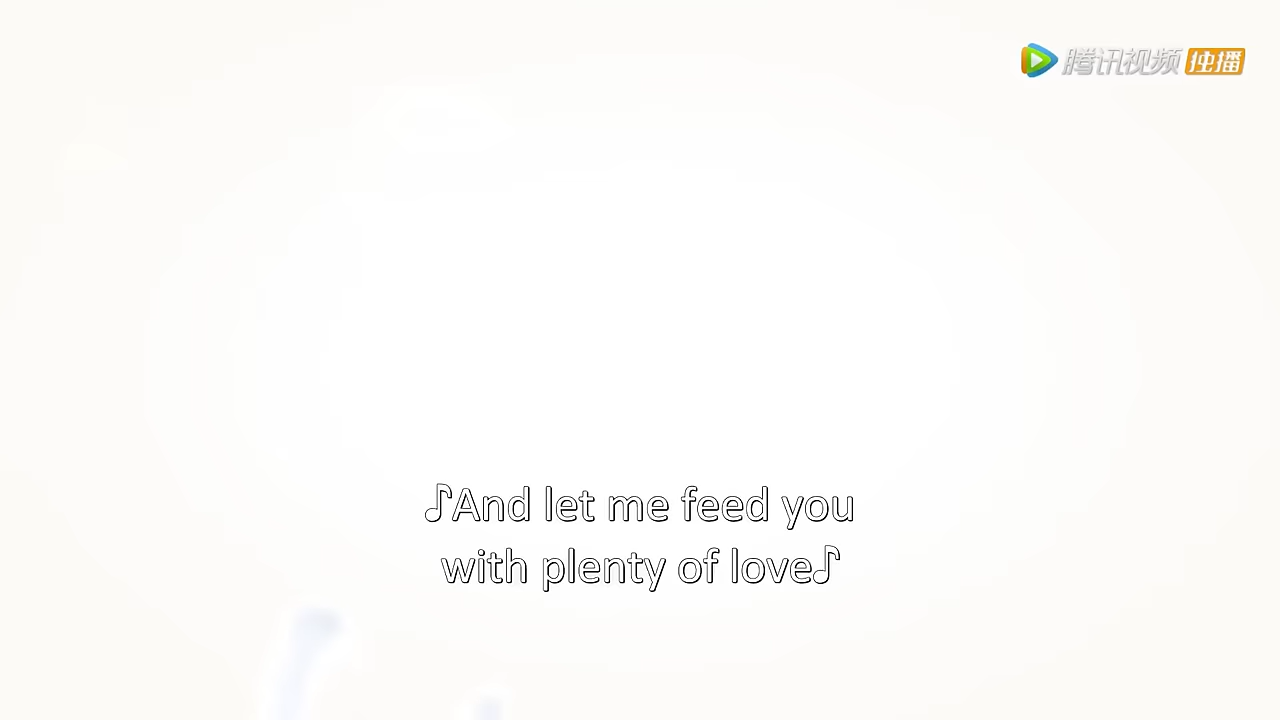 腾讯视频 独播
♪And let me feed you
with plenty of love♪